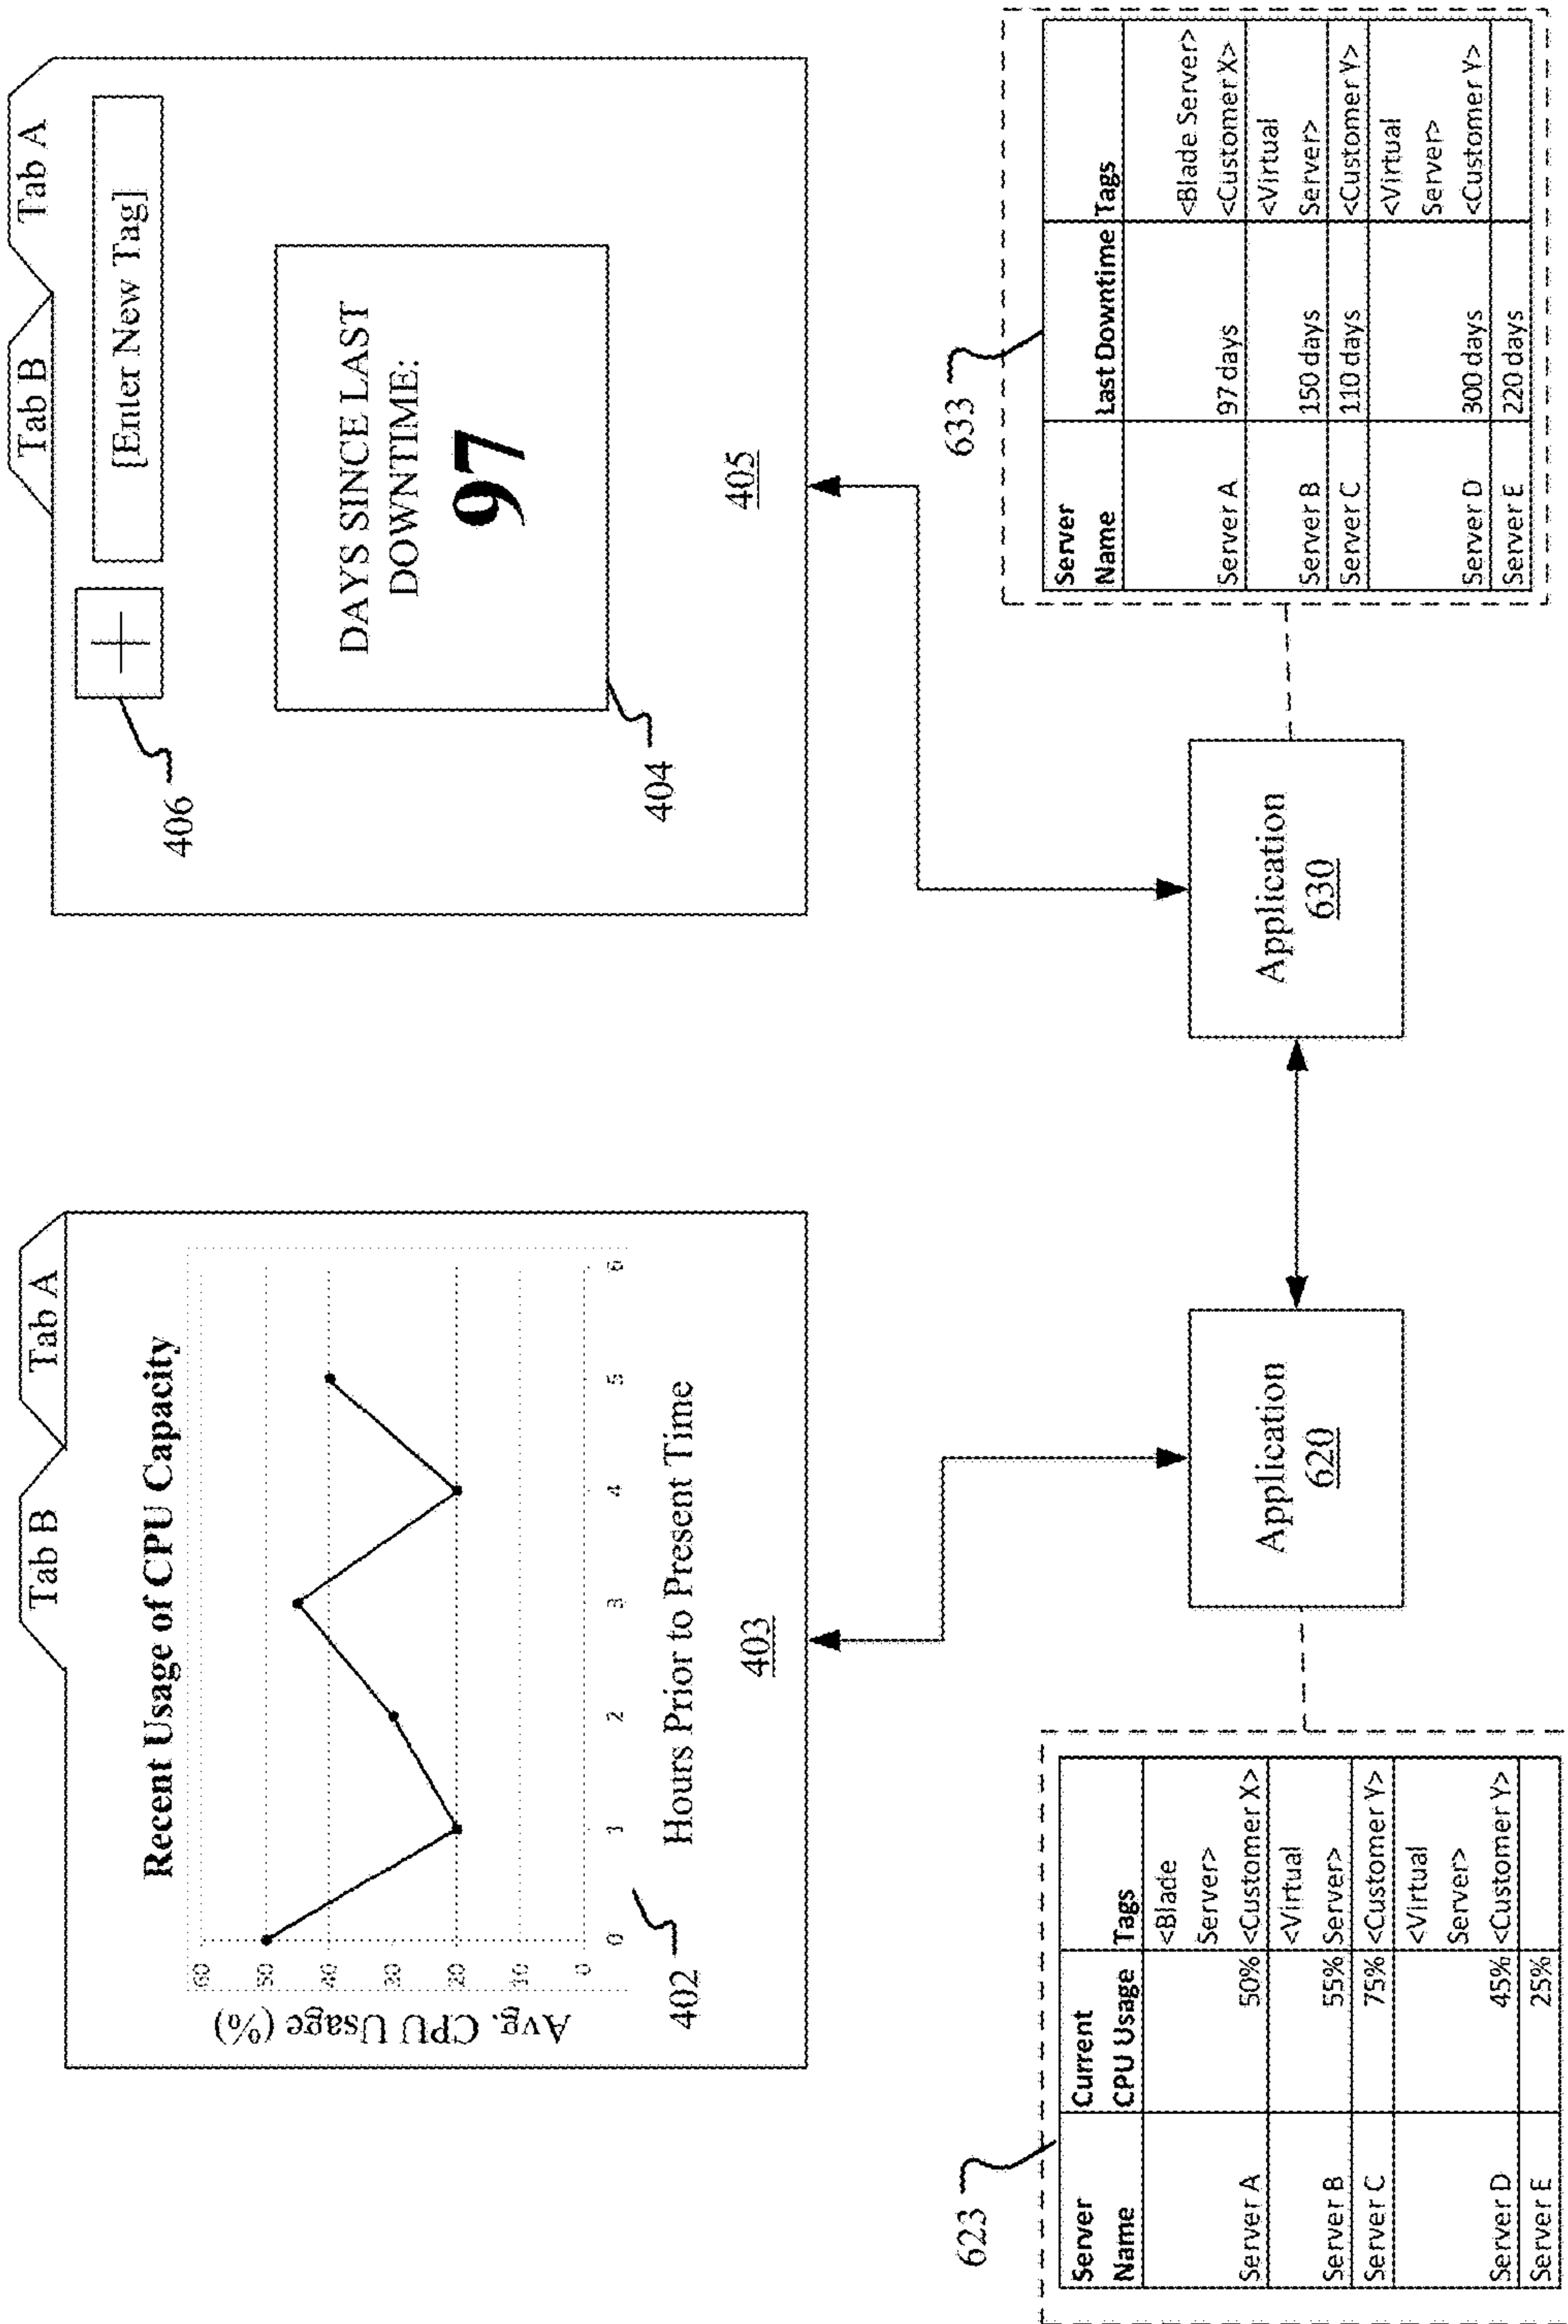 Tab B
Tab A
Recent Usage of CPU Capacity
Avg. CPU Usage (%)
60
50
40
30
20
10
0
0
1
2
3
4
5
6
Hours Prior to Present Time
402
403
Tab B
Tab A
406
[Enter New Tag]
DAYS SINCE LAST
DOWNTIME:
97
404
405
623
Server Name
Current CPU Usage
Tags
Server A
50%
<Blade
Server>
<Customer X>
Server B
55%
<Virtual
Server>
Server C
75%
<Customer Y>
Server D
45%
<Virtual
Server>
<Customer Y>
Server E
25%
Application
620
Application
630
633
Server Name
Last Downtime
Tags
Server A
97 days
<Blade Server>
<Customer X>
Server B
150 days
<Virtual
Server>
Server C
110 days
<Customer Y>
Server D
300 days
<Virtual
Server>
<Customer Y>
Server E
220 days